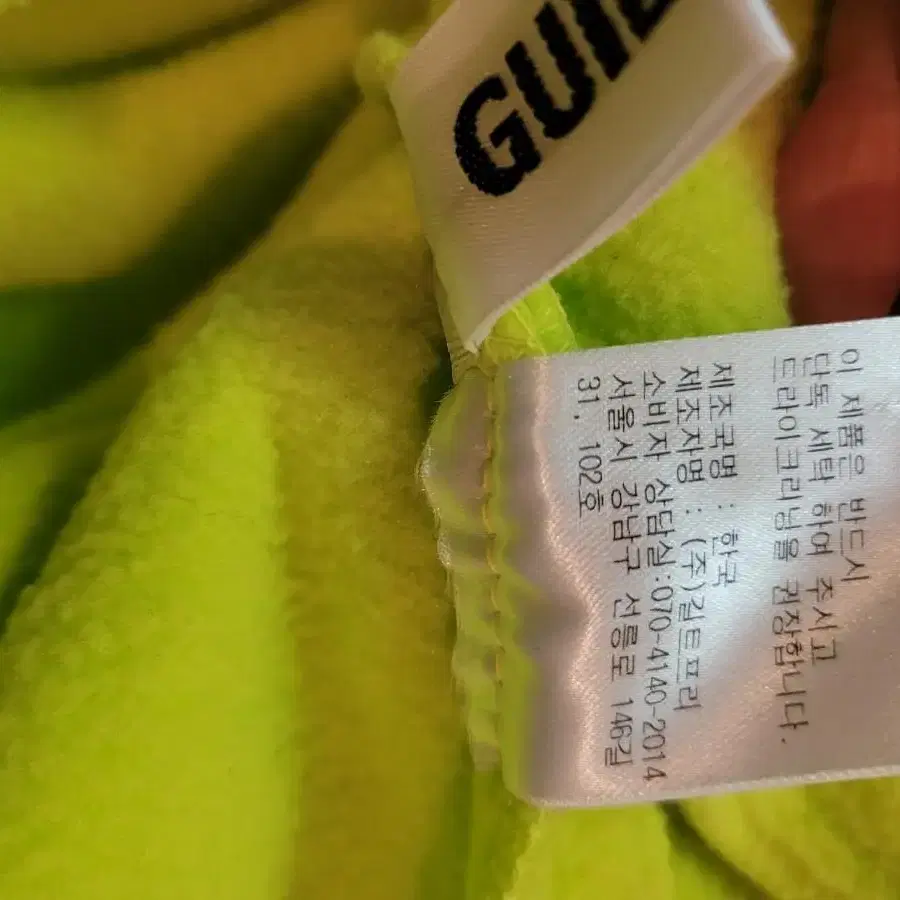 GUIL
이 제품은 반드시
단독 세탁 하여 주시고
드라이크리닝을 권장합니다.
제조국명 : 한국
제조자명 : (주)길트프리
소비자 상담실:070-4140-2014
서울시 강남구 선릉로 146길
31, 102호